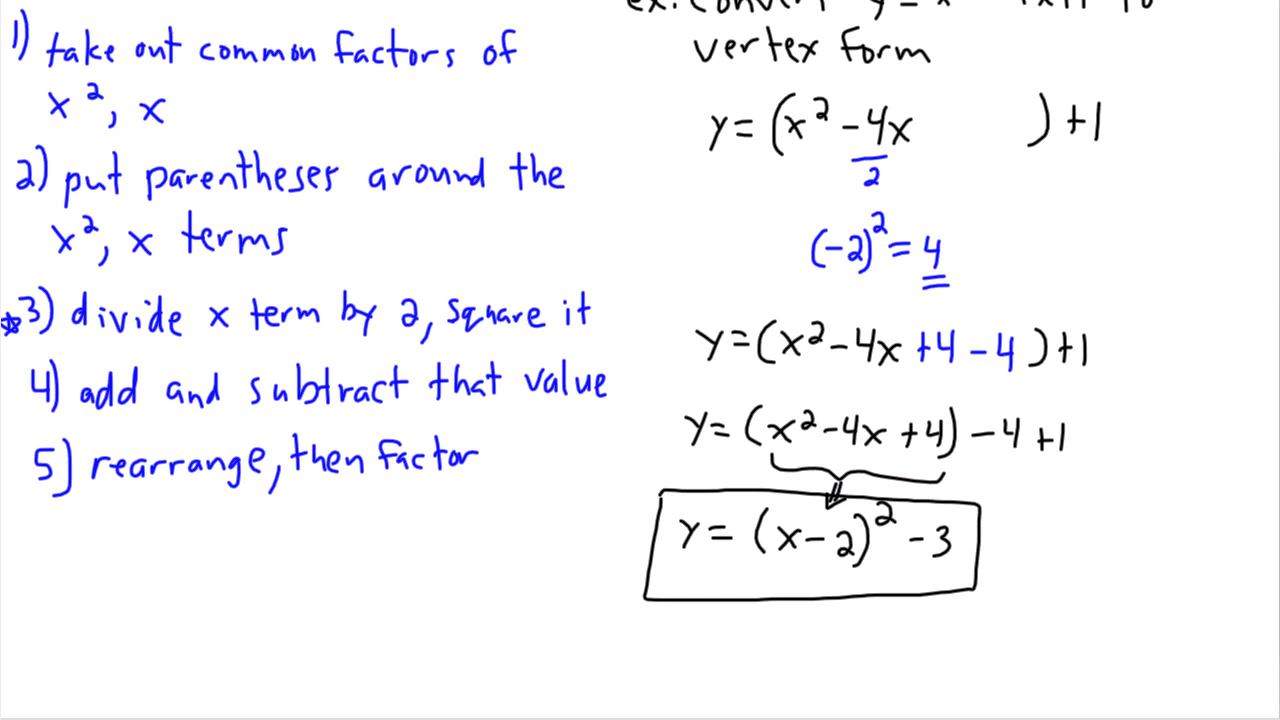 1) take out common factors of
x², x
2) put parentheses around the
x², x terms
*3) divide x term by 2, square it
4) add and subtract that value
5) rearrange, then factor
vertex form
y = (x² - 4x ) + 1
2
(-2)² = 4
y = (x² - 4x + 4 - 4 ) + 1
y = (x² - 4x + 4) - 4 + 1
y = (x - 2)² - 3